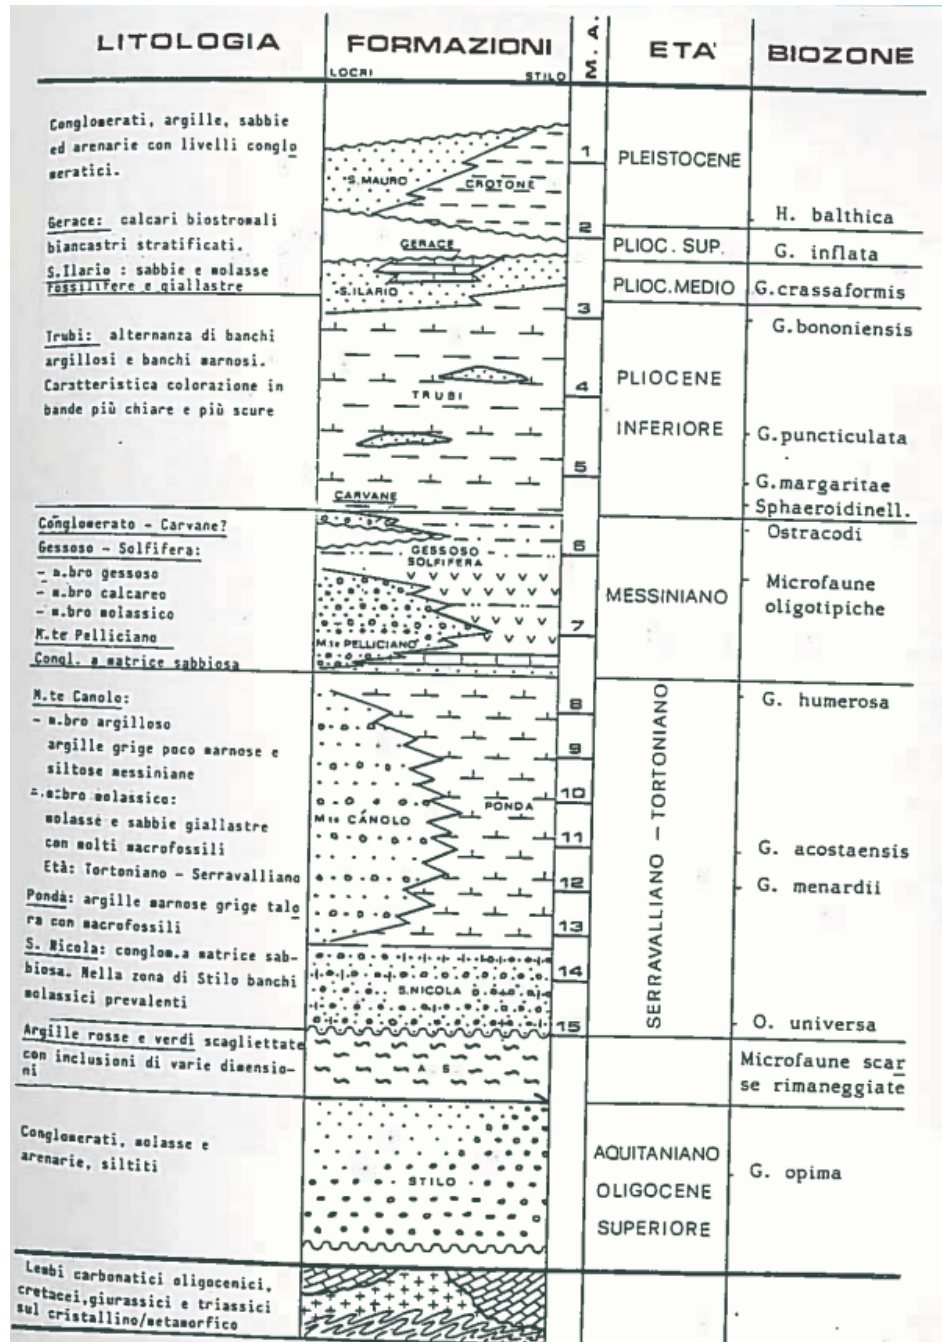 LITOLOGIA
FORMAZIONI
M.A.
ETA'
BIOZONE
LOCRI
STILO
Conglomerati, argille, sabbie
ed arenarie con livelli conglo
meratici.
Gerace: calcari biostromali
biancastri stratificati.
S.Ilario : sabbie e molasse
fossilifere e giallastre
Trubi: alternanza di banchi
argillosi e banchi marnosi.
Caratteristica colorazione in
bande più chiare e più scure
Conglomerato - Carvane?
Gessoso - Solfifera:
- m.bro gessoso
- m.bro calcareo
- m.bro molassico
M.te Pelliciano
Congl. a matrice sabbiosa
M.te Canolo:
- m.bro argilloso
argille grige poco marnose e
siltose messiniane
- m.bro molassico:
molasse e sabbie giallastre
con molti macrofossili
Età: Tortoniano - Serravalliano
Ponda: argille marnose grige talo
ra con macrofossili
S. Nicola: conglom.a matrice sab-
biosa. Nella zona di Stilo banchi
molassici prevalenti
Argille rosse e verdi scagliettate
con inclusioni di varie dimensio-
ni
Conglomerati, molasse e
arenarie, siltiti
Lembi carbonatici oligocenici,
cretacei,giurassici e triassici
sul cristallino/metamorfico
S.MAURO
CROTONE
GERACE
S.ILARIO
TRUBI
CARVANE
GESSOSO
SOLFIFERA
M.te PELLICIANO
M.te CANOLO
PONDA
S.NICOLA
A S
STILO
1
2
3
4
5
6
7
8
9
10
11
12
13
14
15
PLEISTOCENE
PLIOC. SUP.
PLIOC.MEDIO
PLIOCENE
INFERIORE
MESSINIANO
SERRAVALLIANO - TORTONIANO
AQUITANIANO
OLIGOCENE
SUPERIORE
H. balthica
G. inflata
G.crassaformis
G.bononiensis
G.puncticulata
G.margaritae
Sphaeroidinell.
Ostracodi
Microfaune
oligotipiche
G. humerosa
G. acostaensis
G. menardii
O. universa
Microfaune scar
se rimaneggiate
G. opima